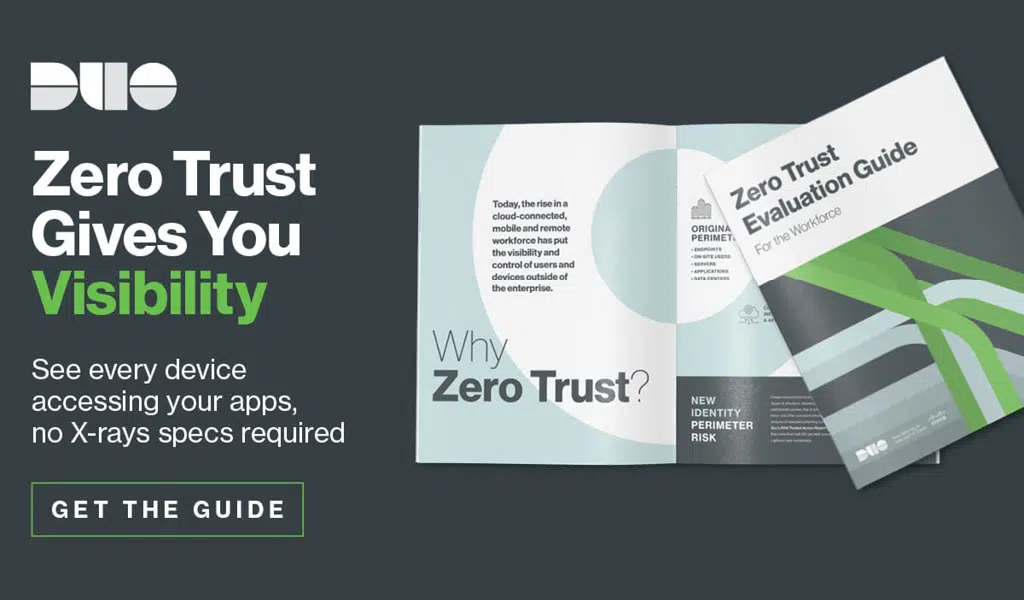 DUO
Zero Trust
Gives You
Visibility
See every device
accessing your apps,
no X-rays specs required
GET THE GUIDE
Today, the rise in a
cloud-connected,
mobile and remote
workforce has put
the visibility and
control of users and
devices outside of
the enterprise.
Why
Zero Trust?
ORIGINA
PERIMET
• ENDPOINTS
• ON-SITE USERS
• SERVERS
• APPLICATIONS
• DATA CENTERS
NEW
IDENTITY
PERIMETER
RISK
Zero Trust
Evaluation Guide
For the Workforce
DUO
CISCO